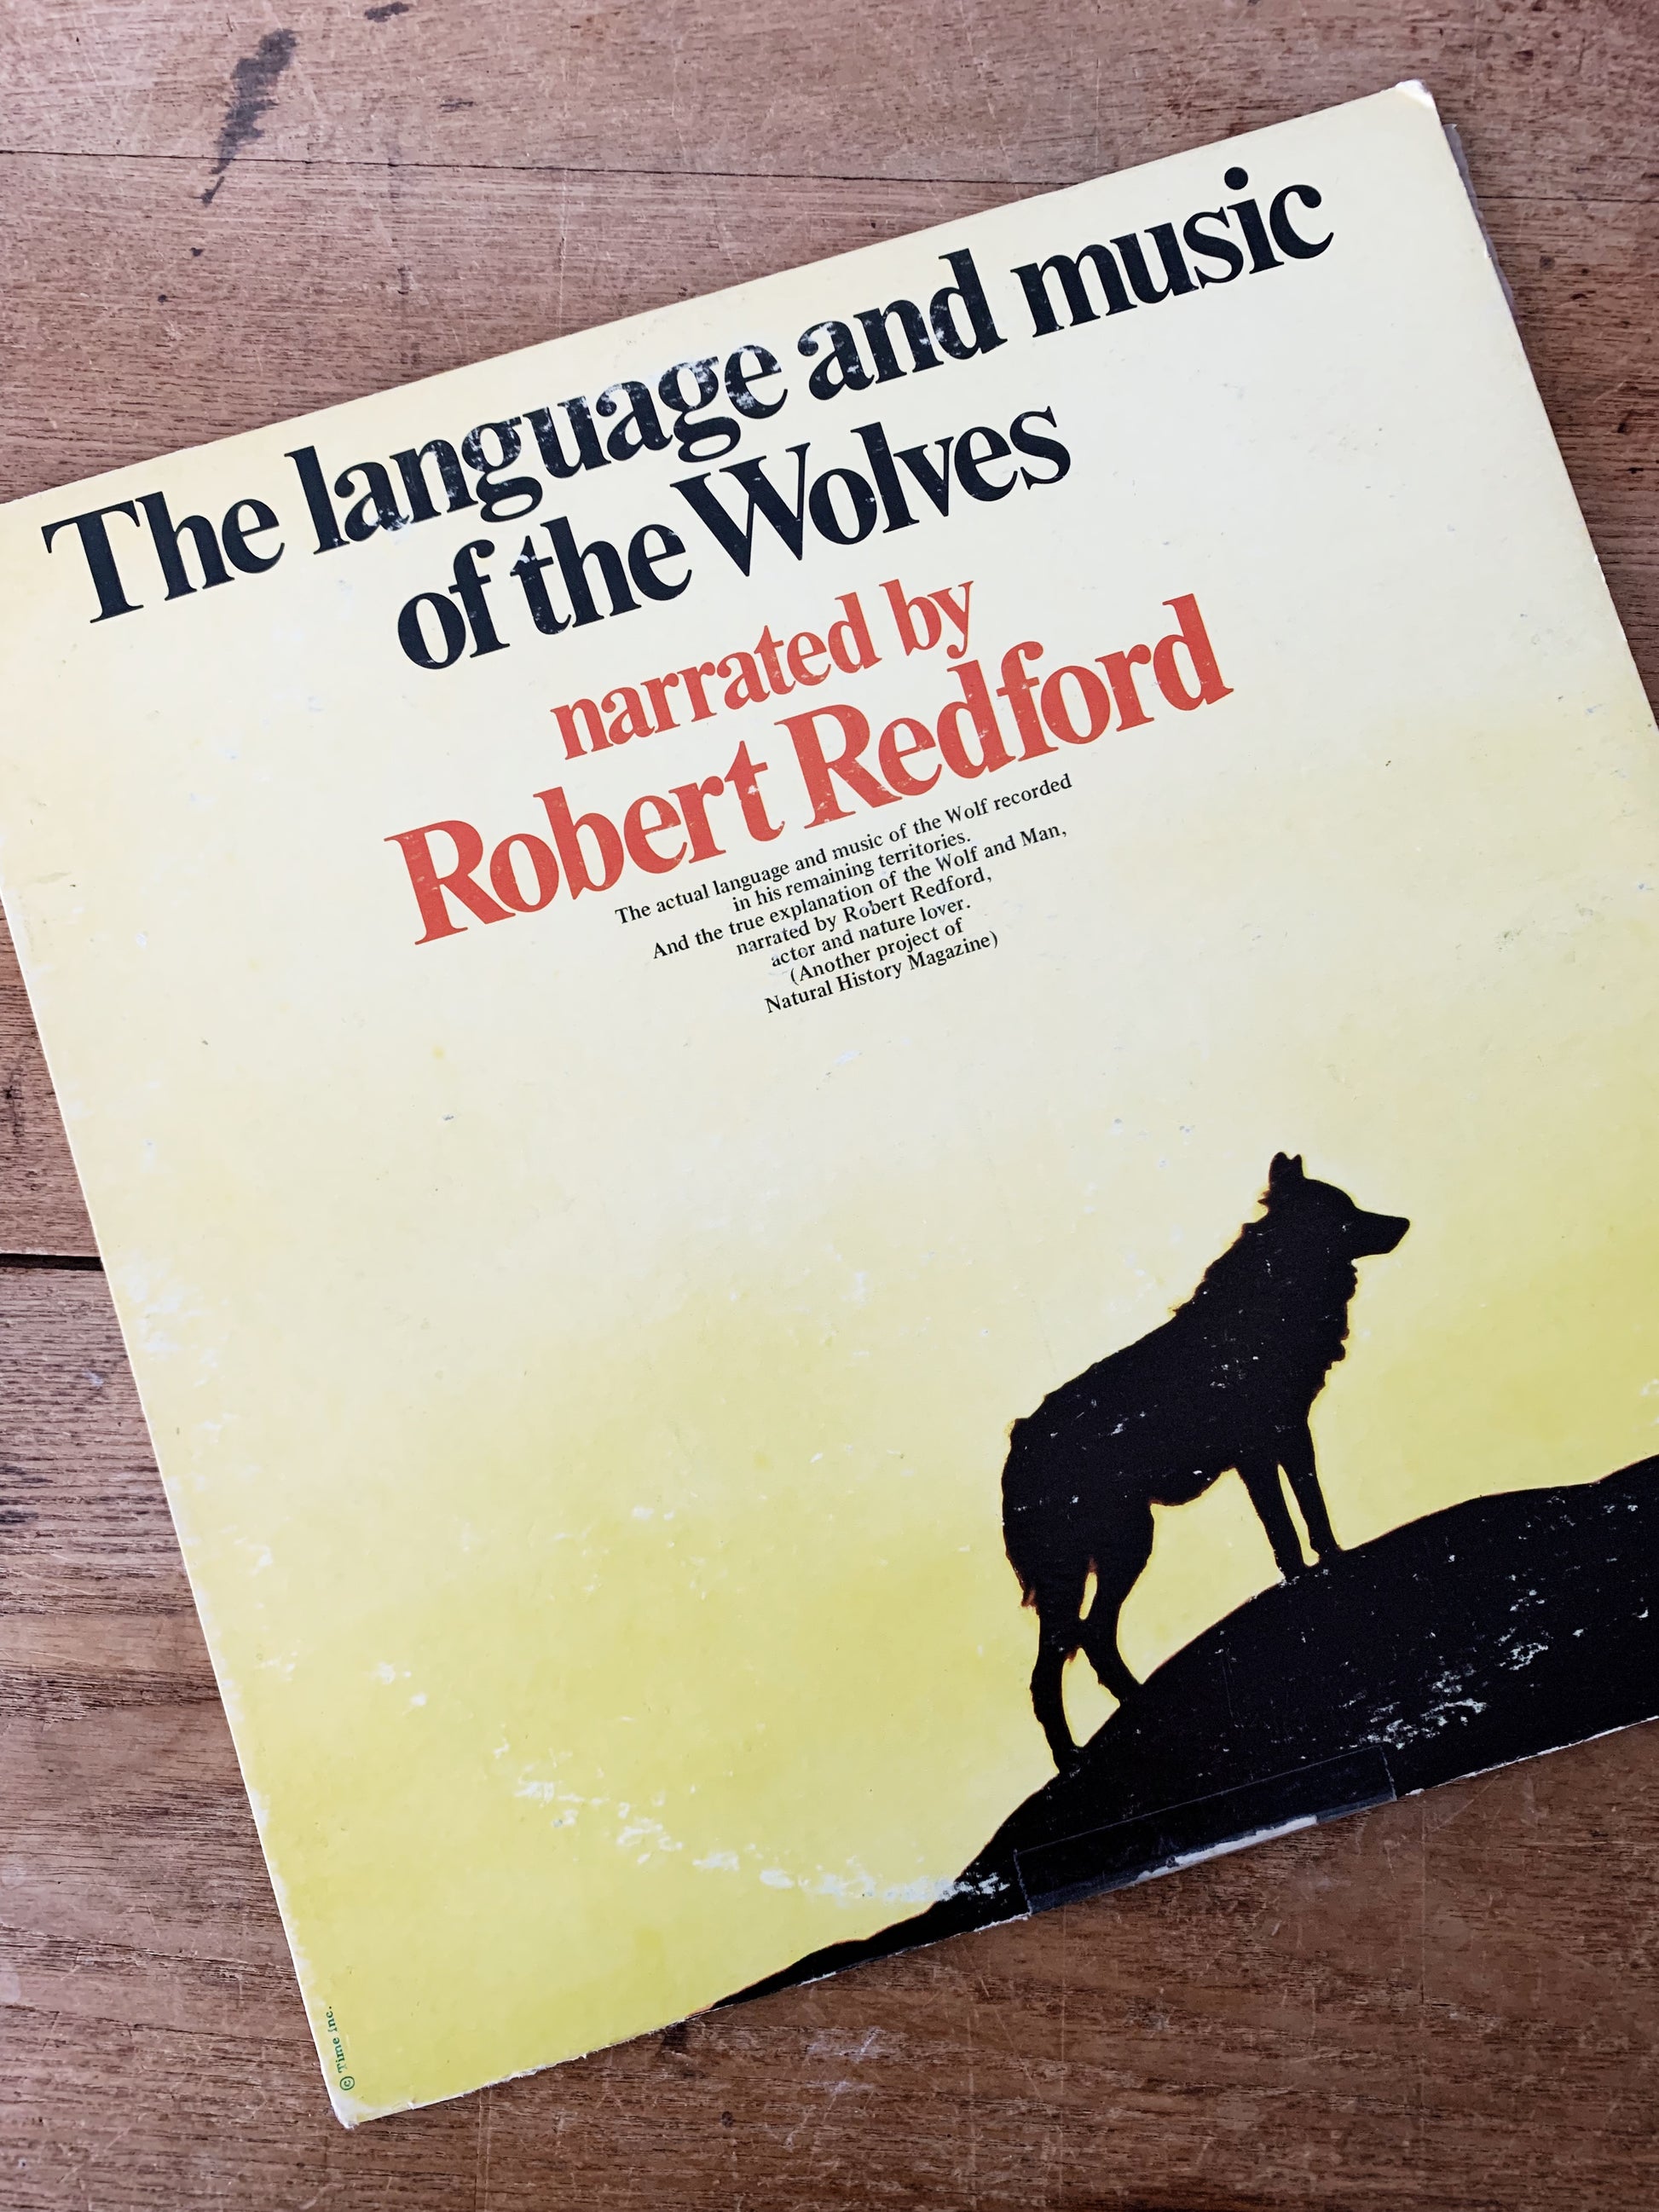 The language and music
of the Wolves
narrated by
Robert Redford
The actual language and music of the Wolf recorded
in his remaining territories.
And the true explanation of the Wolf and Man,
narrated by Robert Redford,
actor and nature lover.
(Another project of
Natural History Magazine)
© Time Inc.